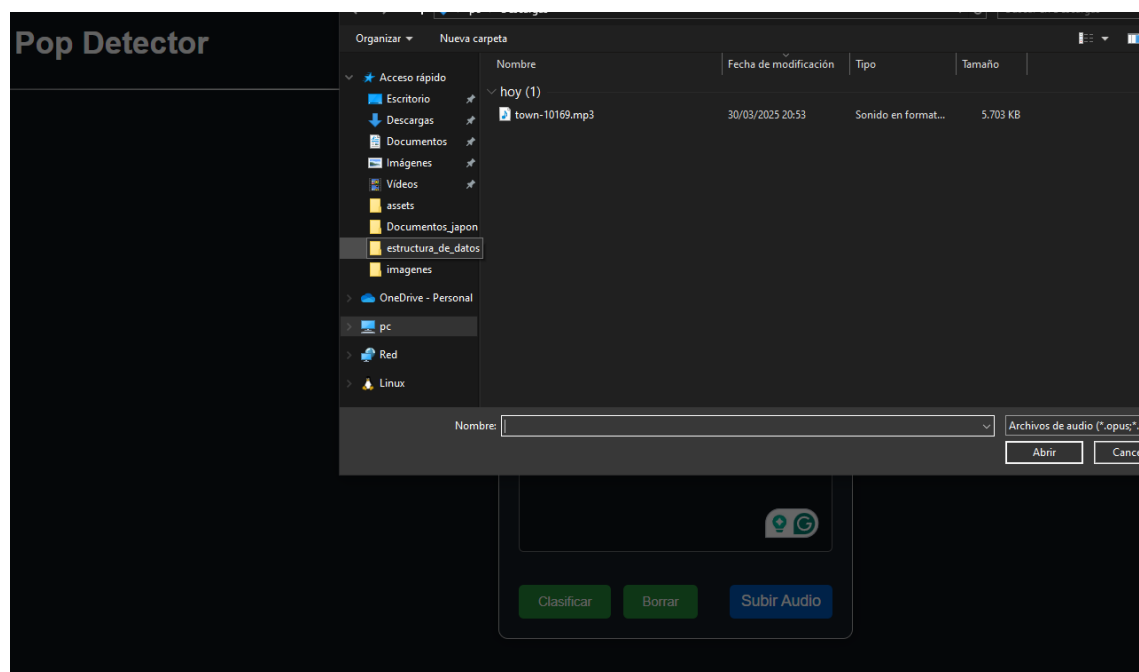 Pop Detector
Organizar
Nueva carpeta
Nombre
Fecha de modificación
Tipo
Tamaño
Acceso rápido
hoy (1)
Escritorio
town-10169.mp3
30/03/2025 20:53
Sonido en format...
5.703 KB
Descargas
Documentos
Imágenes
Vídeos
assets
Documentos_japon
estructura_de_datos
imagenes
OneDrive - Personal
pc
Red
Linux
Nombre:
Archivos de audio (*.opus;*.
Abrir
Cance
Clasificar
Borrar
Subir Audio